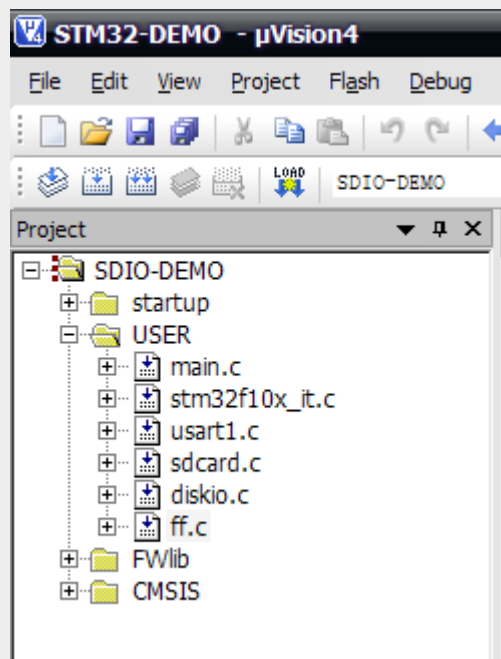 STM32-DEMO - µVision4
File Edit View Project Flash Debug
LOAD SDIO-DEMO
Project
SDIO-DEMO
startup
USER
main.c
stm32f10x_it.c
usart1.c
sdcard.c
diskio.c
ff.c
FWlib
CMSIS